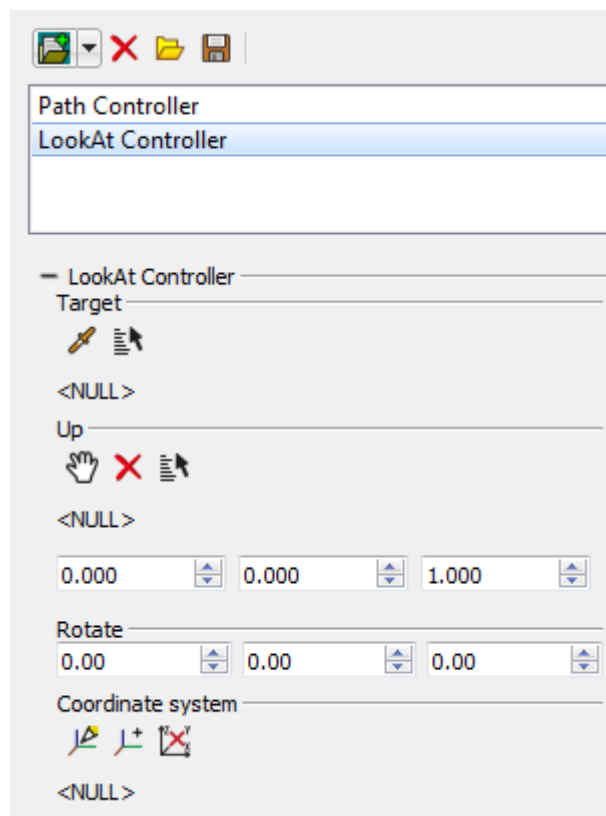 Path Controller
LookAt Controller
LookAt Controller
Target
<NULL>
Up
<NULL>
0.000 0.000 1.000
Rotate
0.00 0.00 0.00
Coordinate system
<NULL>